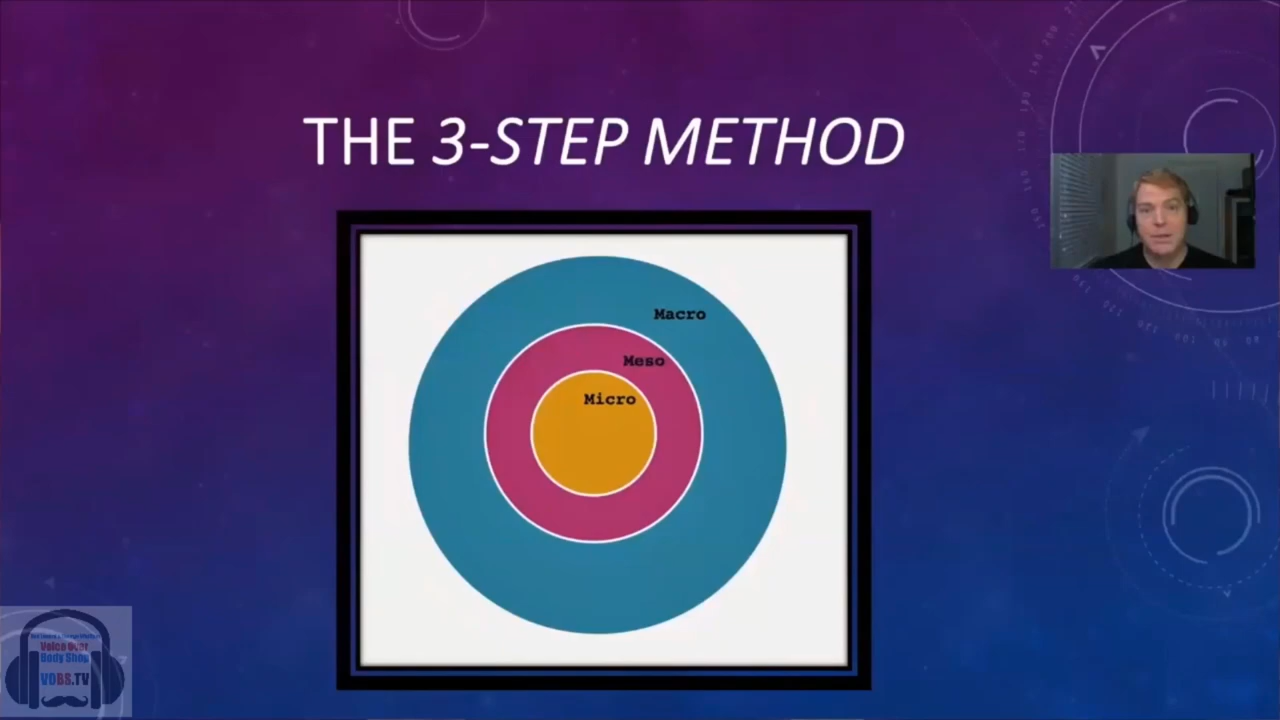 THE 3-STEP METHOD
Macro
Meso
Micro
Voice Over
Body Shop
VOBS.TV